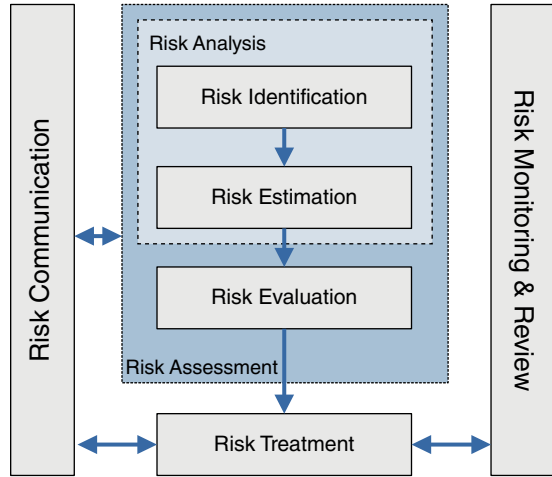 Risk Communication
Risk Analysis
Risk Identification
Risk Estimation
Risk Evaluation
Risk Assessment
Risk Treatment
Risk Monitoring &
Review